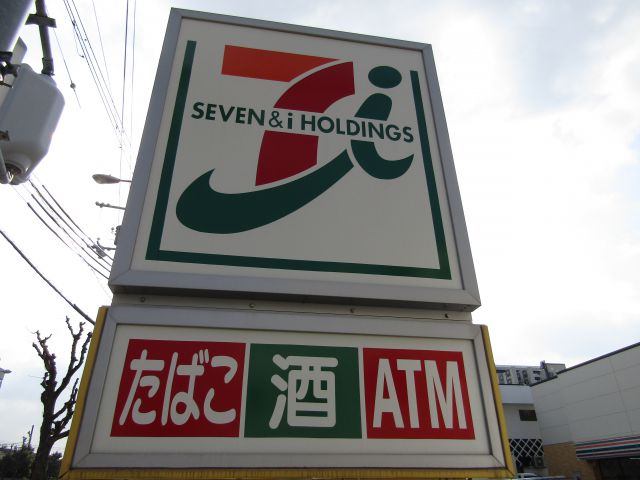 SEVEN & i HOLDINGS
たばこ 酒 ATM